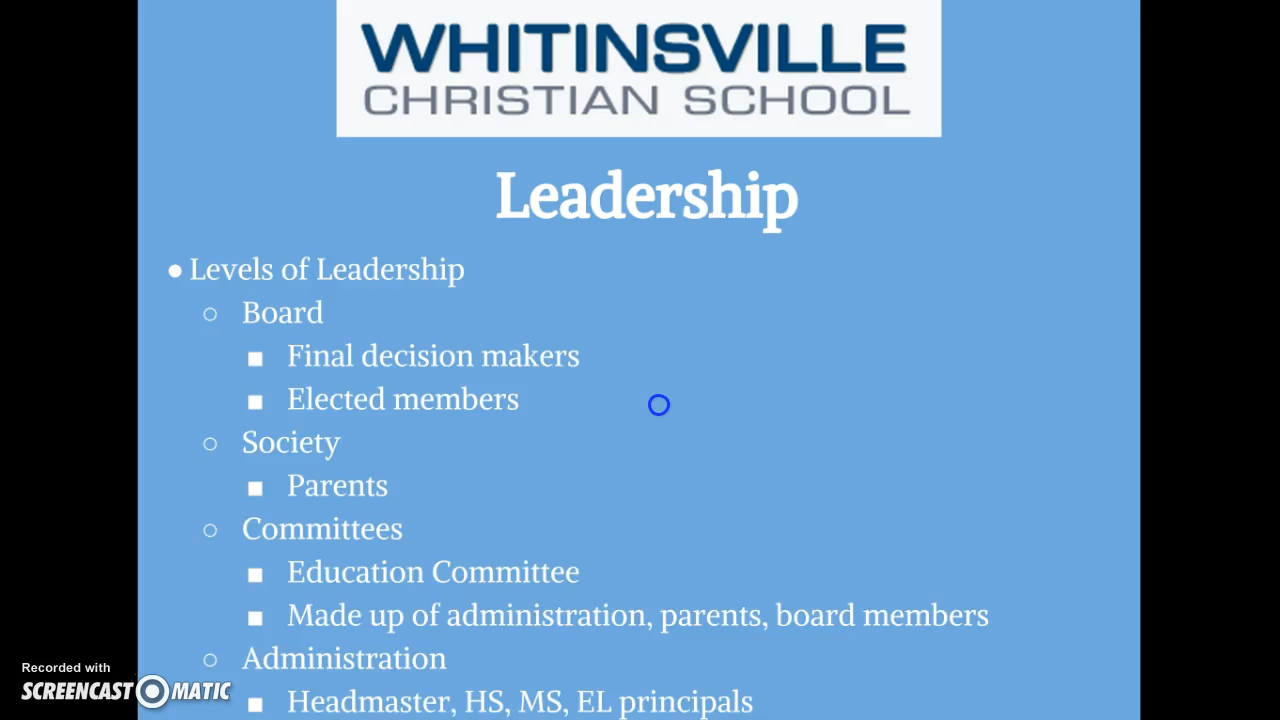 WHITINSVILLE
CHRISTIAN SCHOOL
Leadership
● Levels of Leadership
○ Board
■ Final decision makers
■ Elected members
○ Society
■ Parents
○ Committees
■ Education Committee
■ Made up of administration, parents, board members
○ Administration
■ Headmaster, HS, MS, EL principals
Recorded with
SCREENCAST-O-MATIC